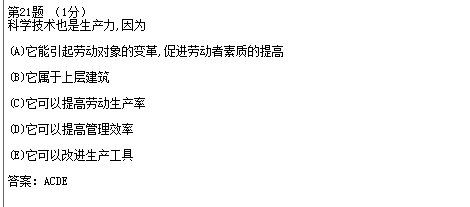 第21题 （1分）
科学技术也是生产力,因为
(A)它能引起劳动对象的变革,促进劳动者素质的提高
(B)它属于上层建筑
(C)它可以提高劳动生产率
(D)它可以提高管理效率
(E)它可以改进生产工具
答案: ACDE